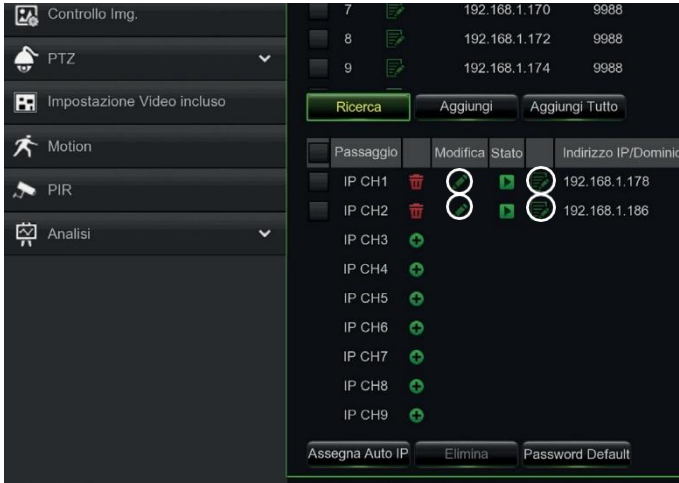 Controllo Img.
PTZ
Impostazione Video incluso
Motion
PIR
Analisi
7 192.168.1.170 9988
8 192.168.1.172 9988
9 192.168.1.174 9988
Ricerca Aggiungi Aggiungi Tutto
Passaggio Modifica Stato Indirizzo IP/Dominio
IP CH1 192.168.1.178
IP CH2 192.168.1.186
IP CH3
IP CH4
IP CH5
IP CH6
IP CH7
IP CH8
IP CH9
Assegna Auto IP Elimina Password Default